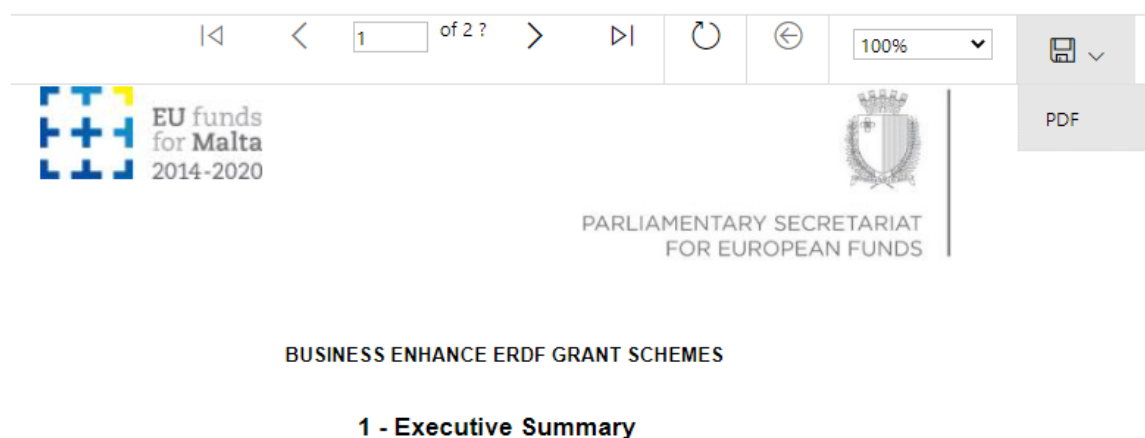 1 of 2 ? 100%
PDF
EU funds
for Malta
2014-2020
PARLIAMENTARY SECRETARIAT
FOR EUROPEAN FUNDS
BUSINESS ENHANCE ERDF GRANT SCHEMES
1 - Executive Summary